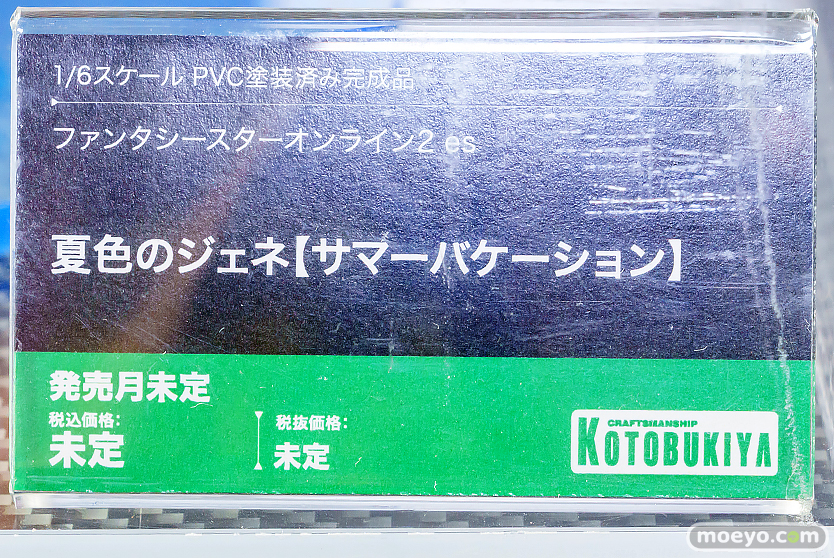 1/6スケール PVC塗装済み完成品
ファンタシースターオンライン2 es
夏色のジェネ【サマーバケーション】
発売月未定
税込価格:
未定
税抜価格:
未定
CRAFTSMANSHIP
KOTOBUKIYA
moeyo.com